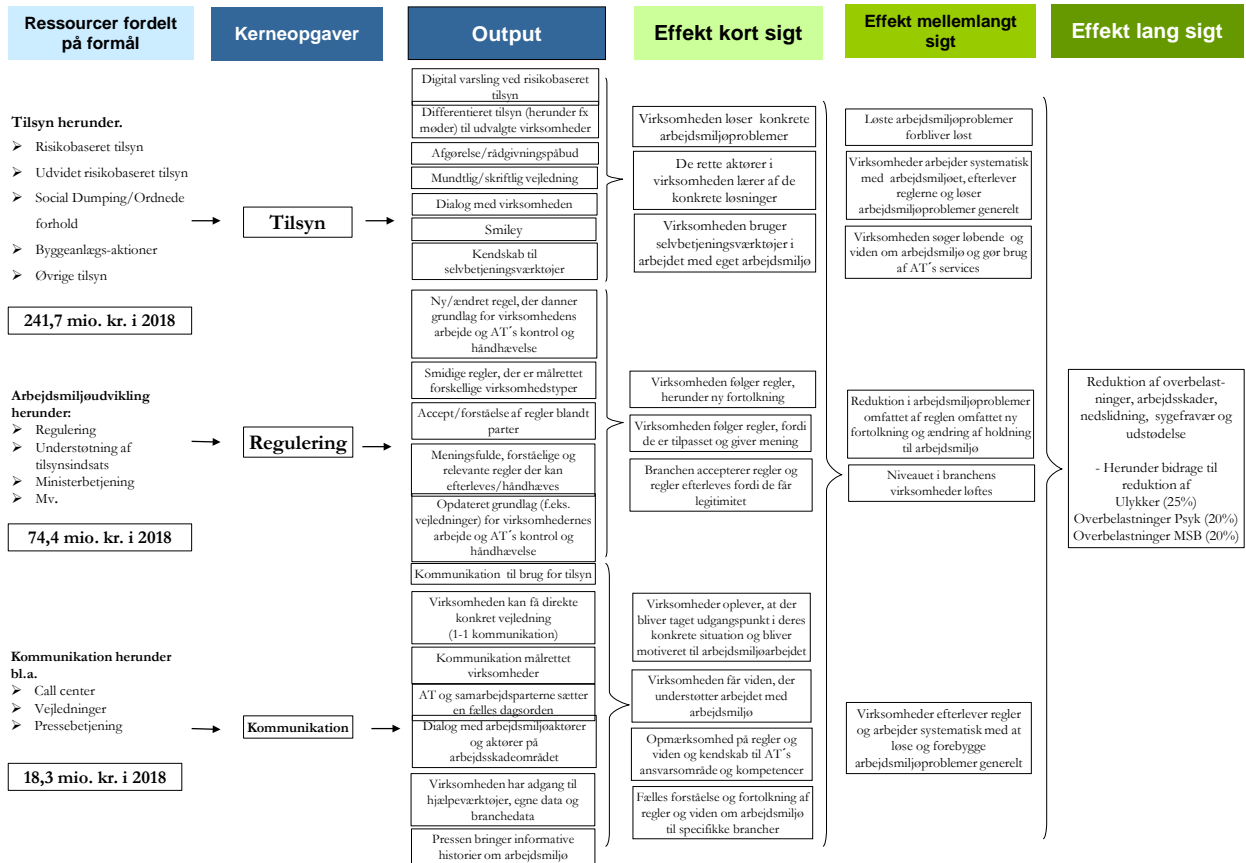 Ressourcer fordelt
på formål
Kerneopgaver
Output
Effekt kort sigt
Effekt mellemlangt
sigt
Effekt lang sigt
Tilsyn herunder.
➢ Risikobaseret tilsyn
➢ Udvidet risikobaseret tilsyn
➢ Social Dumping/Ordnede
forhold
➢ Byggeanlægs-aktioner
➢ Øvrige tilsyn
241,7 mio. kr. i 2018
Tilsyn
Digital varsling ved risikobaseret
tilsyn
Differentieret tilsyn (herunder fx
møder) til udvalgte virksomheder
Afgørelse/rådgivningspåbud
Mundtlig/skriftlig vejledning
Dialog med virksomheden
Smiley
Kendskab til
selvbetjeningsværktøjer
Virksomheden løser konkrete
arbejdsmiljøproblemer
De rette aktører i
virksomheden lærer af de
konkrete løsninger
Virksomheden bruger
selvbetjeningsværktøjer i
arbejdet med eget arbejdsmiljø
Løste arbejdsmiljøproblemer
forbliver løst
Virksomheder arbejder systematisk
med arbejdsmiljøet, efterlever
reglerne og løser
arbejdsmiljøproblemer generelt
Virksomheden søger løbende og
viden om arbejdsmiljø og gør brug
af AT´s services
Arbejdsmiljøudvikling
herunder:
➢ Regulering
➢ Understøtning af
tilsynsindsats
➢ Ministerbetjening
➢ Mv.
74,4 mio. kr. i 2018
Regulering
Ny/ændret regel, der danner
grundlag for virksomhedens
arbejde og AT´s kontrol og
håndhævelse
Smidige regler, der er målrettet
forskellige virksomhedstyper
Accept/forståelse af regler blandt
parter
Meningsfulde, forståelige og
relevante regler der kan
efterleves/håndhæves
Opdateret grundlag (f.eks.
vejledninger) for virksomhedernes
arbejde og AT´s kontrol og
håndhævelse
Virksomheden følger regler,
herunder ny fortolkning
Virksomheden følger regler, fordi
de er tilpasset og giver mening
Branchen accepterer regler og
regler efterleves fordi de får
legitimitet
Reduktion i arbejdsmiljøproblemer
omfattet af reglen omfattet ny
fortolkning og ændring af holdning
til arbejdsmiljø
Niveauet i branchens
virksomheder løftes
Reduktion af overbelast-
ninger, arbejdsskader,
nedslidning, sygefravær og
udstødelse
- Herunder bidrage til
reduktion af
Ulykker (25%)
Overbelastninger Psyk (20%)
Overbelastninger MSB (20%)
Kommunikation herunder
bl.a.
➢ Call center
➢ Vejledninger
➢ Pressebetjening
18,3 mio. kr. i 2018
Kommunikation
Kommunikation til brug for tilsyn
Virksomheden kan få direkte
konkret vejledning
(1-1 kommunikation)
Kommunikation målrettet
virksomheder
AT og samarbejdsparterne sætter
en fælles dagsorden
Dialog med arbejdsmiljøaktører
og aktører på
arbejdsskadeområdet
Virksomheden har adgang til
hjælpeværktøjer, egne data og
branchedata
Pressen bringer informative
historier om arbejdsmiljø
Virksomheder oplever, at der
bliver taget udgangspunkt i deres
konkrete situation og bliver
motiveret til arbejdsmiljøarbejdet
Virksomheden får viden, der
understøtter arbejdet med
arbejdsmiljø
Opmærksomhed på regler og
viden og kendskab til AT´s
ansvarsområde og kompetencer
Fælles forståelse og fortolkning af
regler og viden om arbejdsmiljø
til specifikke brancher
Virksomheder efterlever regler
og arbejder systematisk med at
løse og forebygge
arbejdsmiljøproblemer generelt